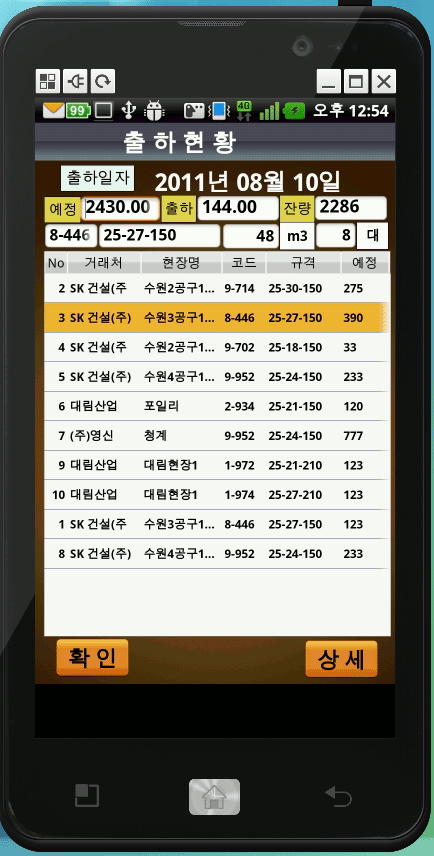 99 4G 오후 12:54
출하현황
출하일자 2011년 08월 10일
예정 2430.00 출하 144.00 잔량 2286
8-446 25-27-150 48 m3 8 대
No 거래처 현장명 코드 규격 예정
2 SK 건설(주 수원2공구1... 9-714 25-30-150 275
3 SK 건설(주) 수원3공구1... 8-446 25-27-150 390
4 SK 건설(주 수원2공구1... 9-702 25-18-150 33
5 SK 건설(주) 수원4공구1... 9-952 25-24-150 233
6 대림산업 포일리 2-934 25-21-150 120
7 (주)영신 청계 9-952 25-24-150 777
9 대림산업 대림현장1 1-972 25-21-210 123
10 대림산업 대림현장1 1-974 25-27-210 123
1 SK 건설(주 수원3공구1... 8-446 25-27-150 123
8 SK 건설(주) 수원4공구1... 9-952 25-24-150 233
확인 상세